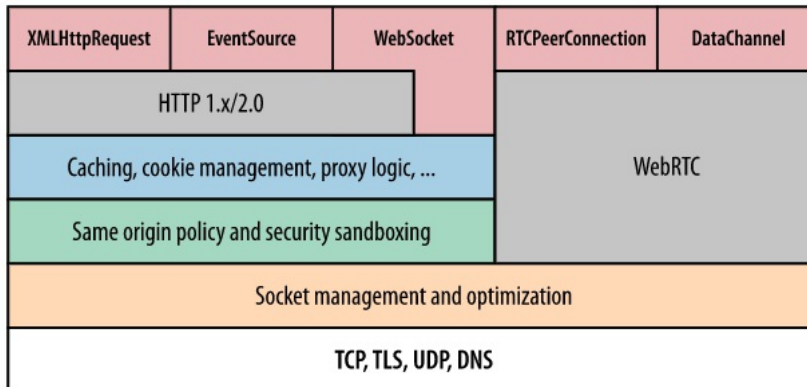 XMLHttpRequest EventSource WebSocket RTCPeerConnection DataChannel
HTTP 1.x/2.0
Caching, cookie management, proxy logic, ...
WebRTC
Same origin policy and security sandboxing
Socket management and optimization
TCP, TLS, UDP, DNS